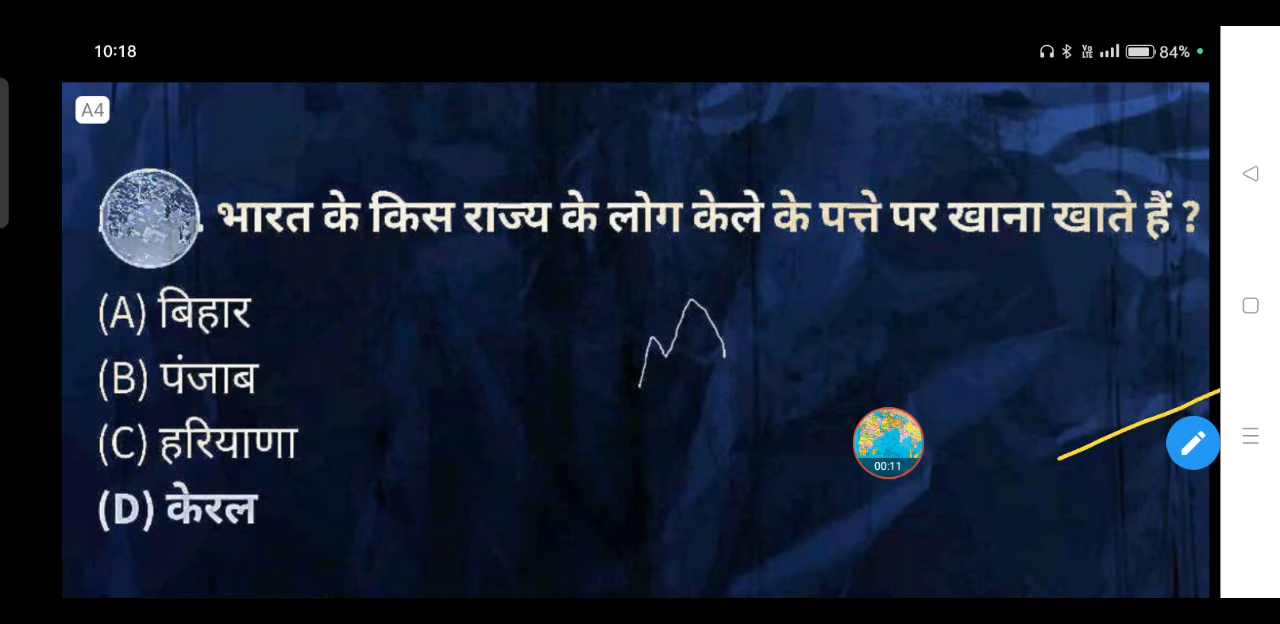 10:18
84%
A4
भारत के किस राज्य के लोग केले के पत्ते पर खाना खाते हैं ?
(A) बिहार
(B) पंजाब
(C) हरियाणा
(D) केरल
00:11